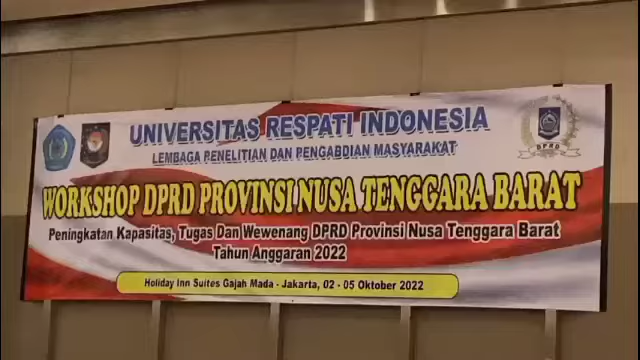 UNIVERSITAS RESPATI INDONESIA
LEMBAGA PENELITIAN DAN PENGABDIAN MASYARAKAT
DPRD
WORKSHOP DPRD PROVINSI NUSA TENGGARA BARAT
Peningkatan Kapasitas, Tugas Dan Wewenang DPRD Provinsi Nusa Tenggara Barat
Tahun Anggaran 2022
Holiday Inn Suites Gajah Mada - Jakarta, 02 - 05 Oktober 2022